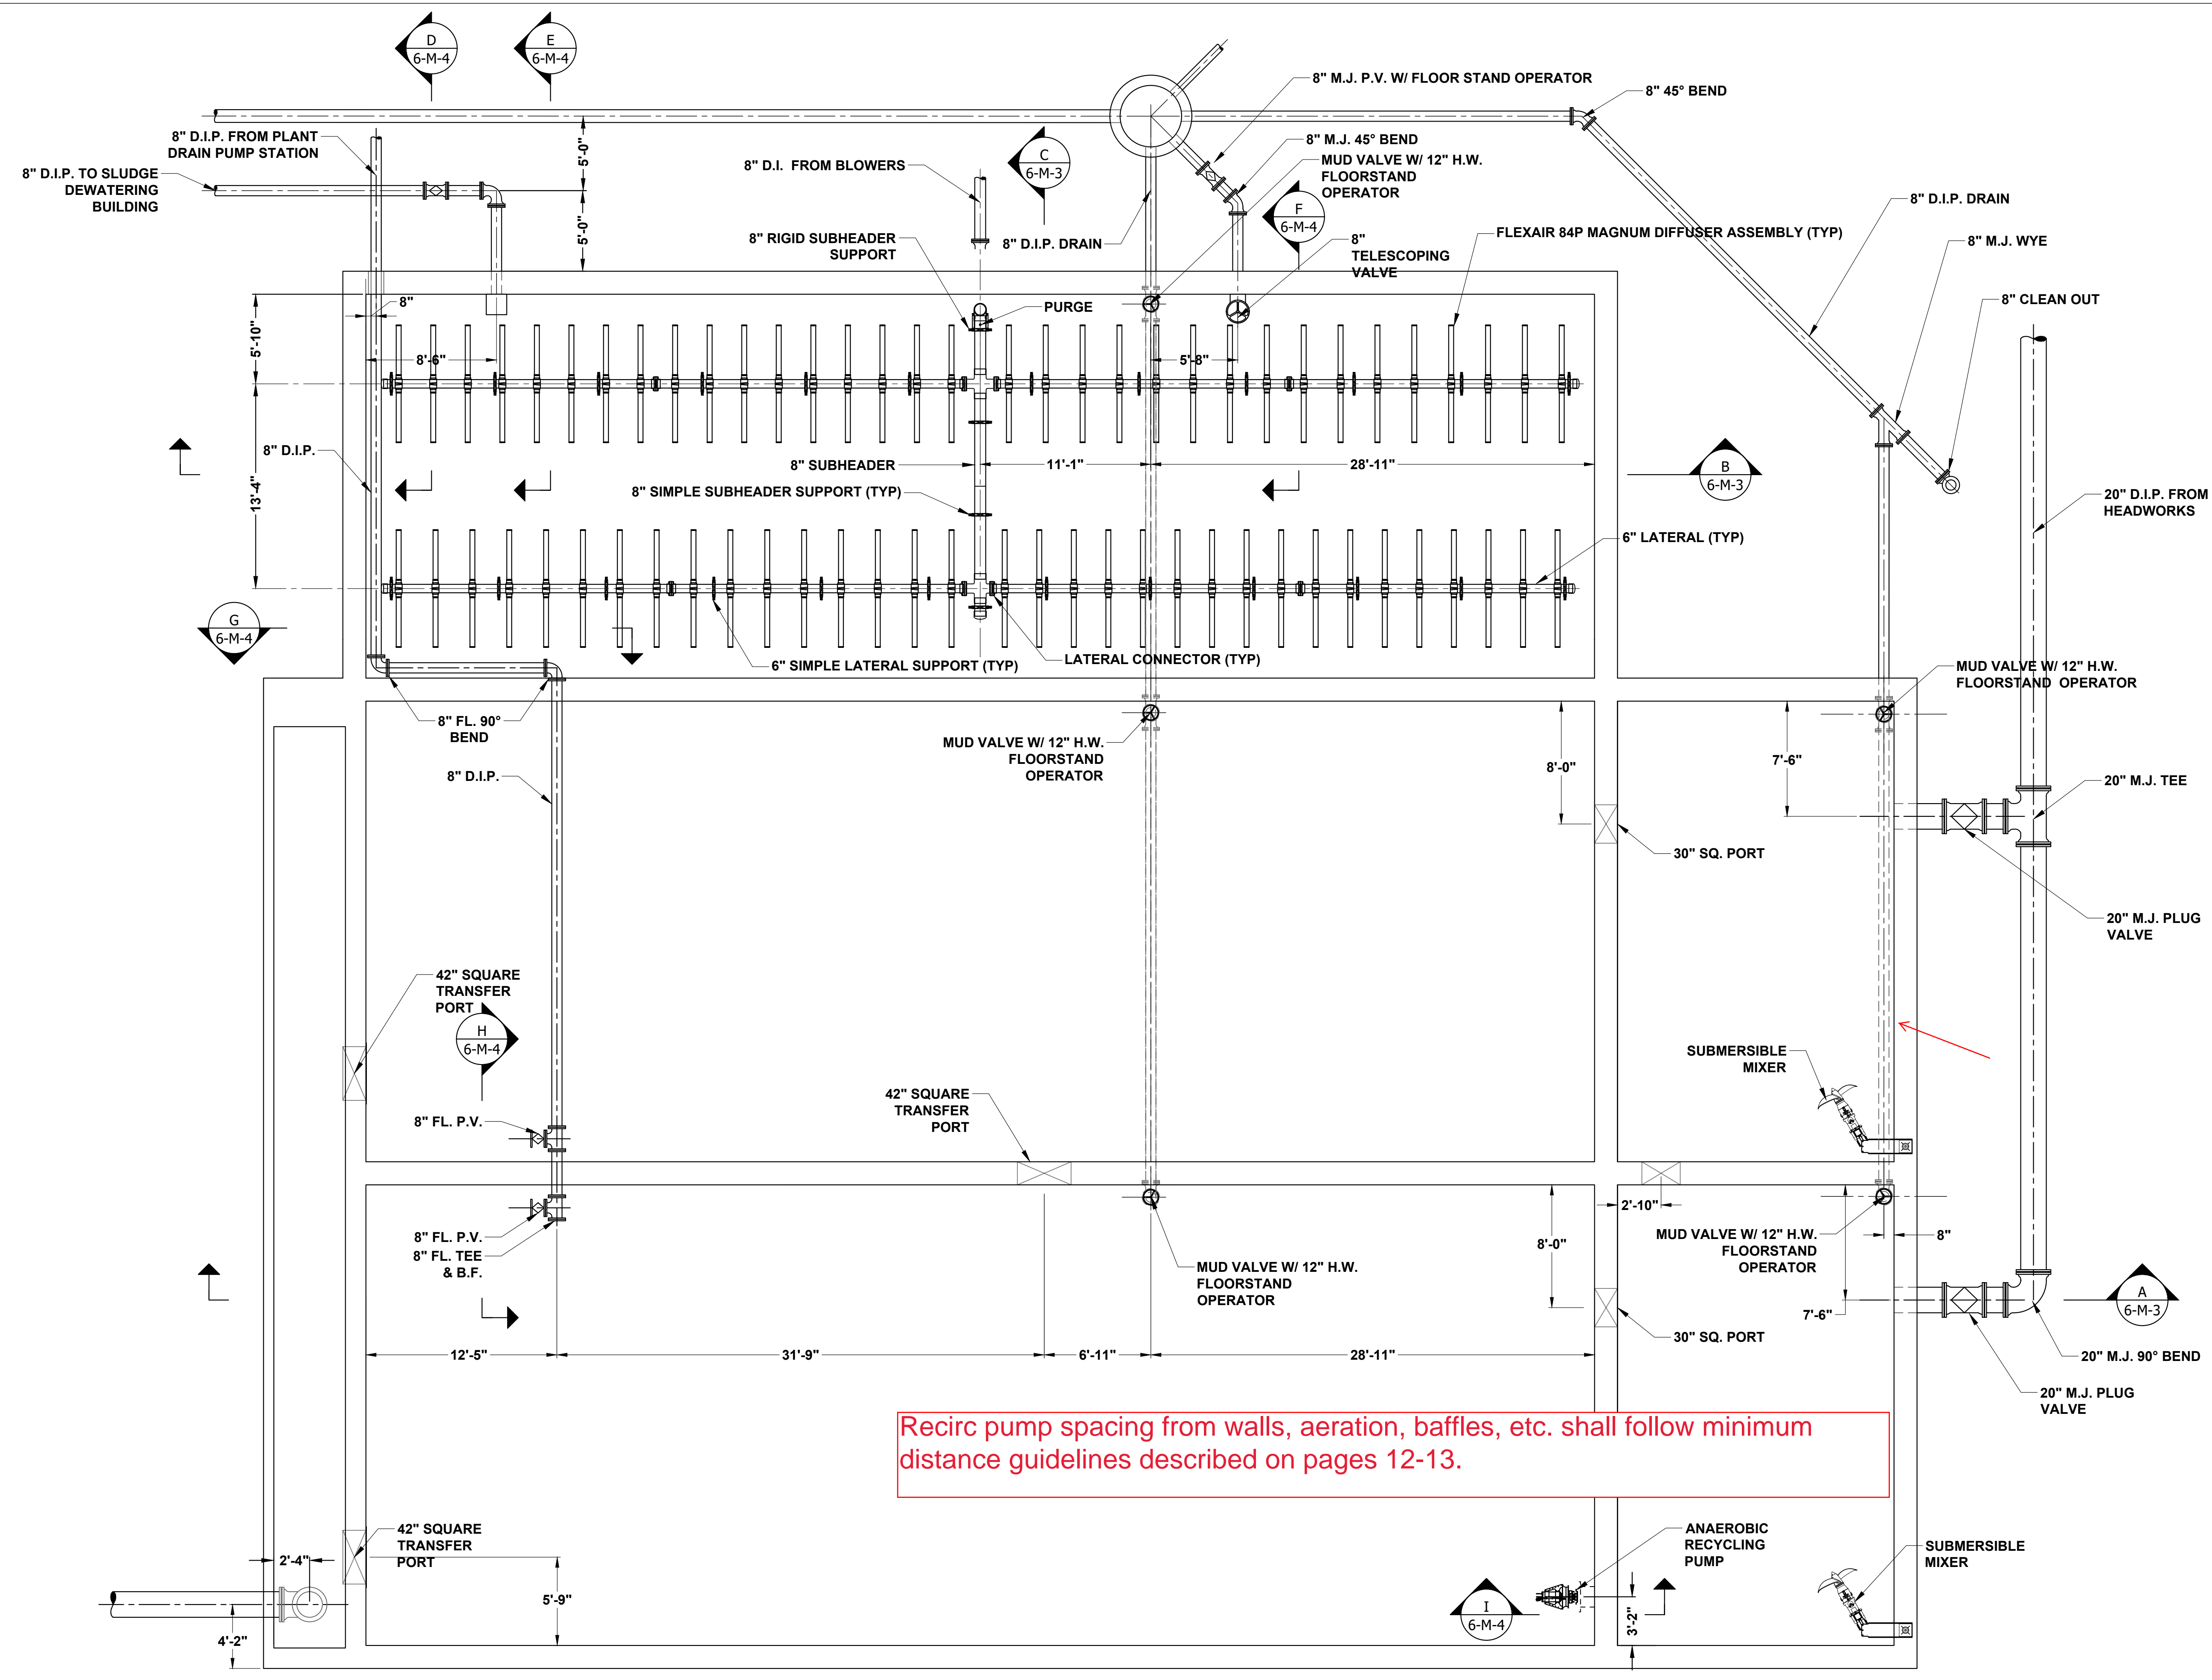 D
6-M-4
E
6-M-4
8" M.J. P.V. W/ FLOOR STAND OPERATOR
8" 45° BEND
8" D.I.P. FROM PLANT
DRAIN PUMP STATION
8" D.I.P. TO SLUDGE
DEWATERING
BUILDING
5'-0"
5'-0"
8" D.I. FROM BLOWERS
C
6-M-3
8" M.J. 45° BEND
MUD VALVE W/ 12" H.W.
FLOORSTAND
OPERATOR
F
6-M-4
8" D.I.P. DRAIN
8" RIGID SUBHEADER
SUPPORT
8" D.I.P. DRAIN
8"
TELESCOPING
VALVE
FLEXAIR 84P MAGNUM DIFFUSER ASSEMBLY (TYP)
8" M.J. WYE
8" CLEAN OUT
8"
PURGE
5'-10"
8'-6"
5'-8"
13'-4"
8" D.I.P.
8" SUBHEADER
11'-1"
28'-11"
B
6-M-3
8" SIMPLE SUBHEADER SUPPORT (TYP)
20" D.I.P. FROM
HEADWORKS
6" LATERAL (TYP)
G
6-M-4
6" SIMPLE LATERAL SUPPORT (TYP)
LATERAL CONNECTOR (TYP)
MUD VALVE W/ 12" H.W.
FLOORSTAND OPERATOR
8" FL. 90°
BEND
MUD VALVE W/ 12" H.W.
FLOORSTAND
OPERATOR
8" D.I.P.
8'-0"
7'-6"
20" M.J. TEE
30" SQ. PORT
20" M.J. PLUG
VALVE
42" SQUARE
TRANSFER
PORT
H
6-M-4
SUBMERSIBLE
MIXER
42" SQUARE
TRANSFER
PORT
8" FL. P.V.
2'-10"
8" FL. P.V.
8" FL. TEE
& B.F.
MUD VALVE W/ 12" H.W.
FLOORSTAND
OPERATOR
8'-0"
MUD VALVE W/ 12" H.W.
FLOORSTAND
OPERATOR
8"
7'-6"
A
6-M-3
30" SQ. PORT
12'-5"
31'-9"
6'-11"
28'-11"
20" M.J. 90° BEND
20" M.J. PLUG
VALVE
Recirc pump spacing from walls, aeration, baffles, etc. shall follow minimum
distance guidelines described on pages 12-13.
42" SQUARE
TRANSFER
PORT
2'-4"
ANAEROBIC
RECYCLING
PUMP
SUBMERSIBLE
MIXER
5'-9"
I
6-M-4
3'-2"
4'-2"